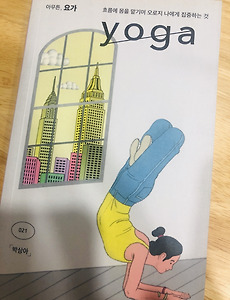 아무튼, 요가
흐름에 몸을 맡기며 오로지 나에게 집중하는 것
yoga
021
「박상아」